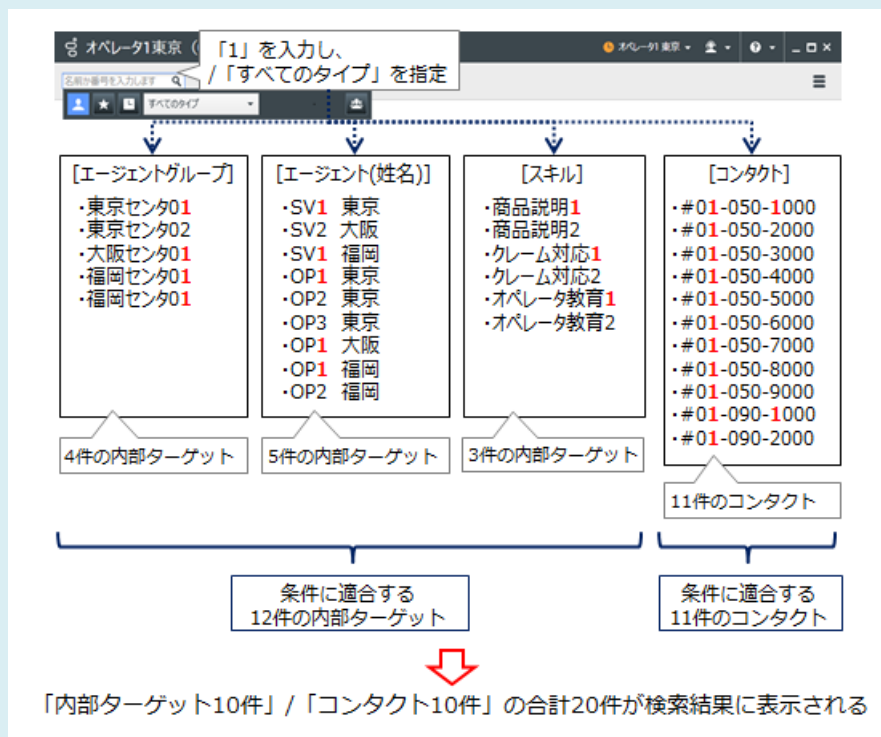 オペレータ1東京（
「1」を入力し、
/「すべてのタイプ」を指定
オペレータ1 東京
名前か番号を入力します
すべてのタイプ
[エージェントグループ]
・東京センタ01
・東京センタ02
・大阪センタ01
・福岡センタ01
・福岡センタ01
4件の内部ターゲット
[エージェント(姓名)]
・SV1 東京
・SV2 大阪
・SV1 福岡
・OP1 東京
・OP2 東京
・OP3 東京
・OP1 大阪
・OP1 福岡
・OP2 福岡
5件の内部ターゲット
[スキル]
・商品説明1
・商品説明2
・クレーム対応1
・クレーム対応2
・オペレータ教育1
・オペレータ教育2
3件の内部ターゲット
[コンタクト]
・#01-050-1000
・#01-050-2000
・#01-050-3000
・#01-050-4000
・#01-050-5000
・#01-050-6000
・#01-050-7000
・#01-050-8000
・#01-050-9000
・#01-090-1000
・#01-090-2000
11件のコンタクト
条件に適合する
12件の内部ターゲット
条件に適合する
11件のコンタクト
「内部ターゲット10件」/「コンタクト10件」の合計20件が検索結果に表示される